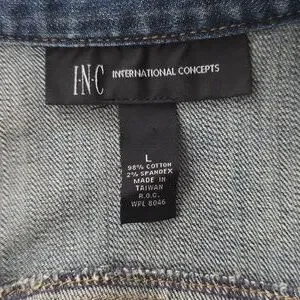 I·N·C INTERNATIONAL CONCEPTS
L
98% COTTON
2% SPANDEX
MADE IN
TAIWAN
R.O.C.
WPL 8046